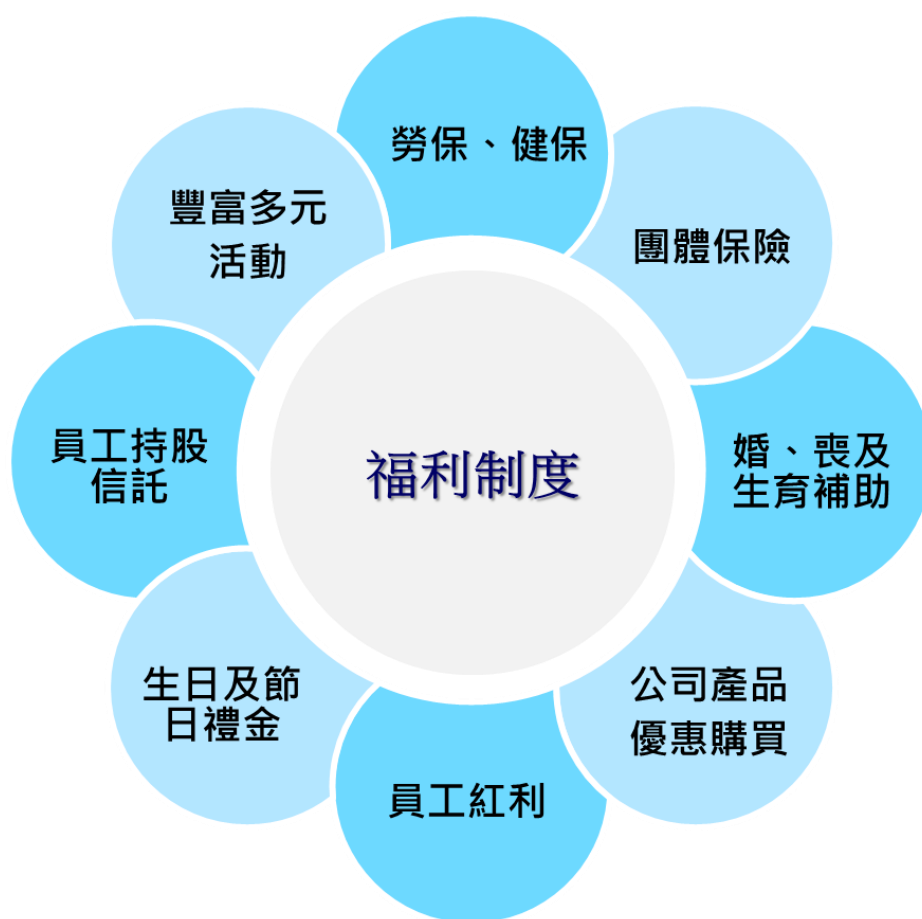 勞保、健保
團體保險
婚、喪及
生育補助
公司產品
優惠購買
員工紅利
生日及節
日禮金
員工持股
信託
豐富多元
活動
福利制度